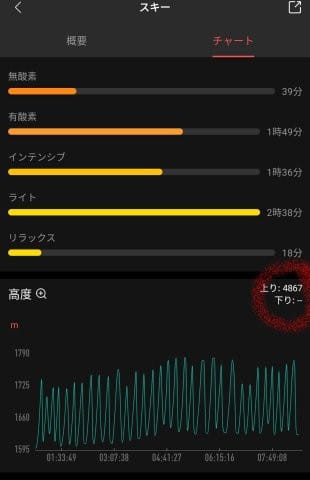 スキー
概要
チャート
無酸素
39分
有酸素
1時49分
インテンシブ
1時36分
ライト
2時38分
リラックス
18分
高度
上り: 4867
下り: --
m
1790
1725
1660
1595
01:33:49
03:07:38
04:41:27
06:15:16
07:49:08